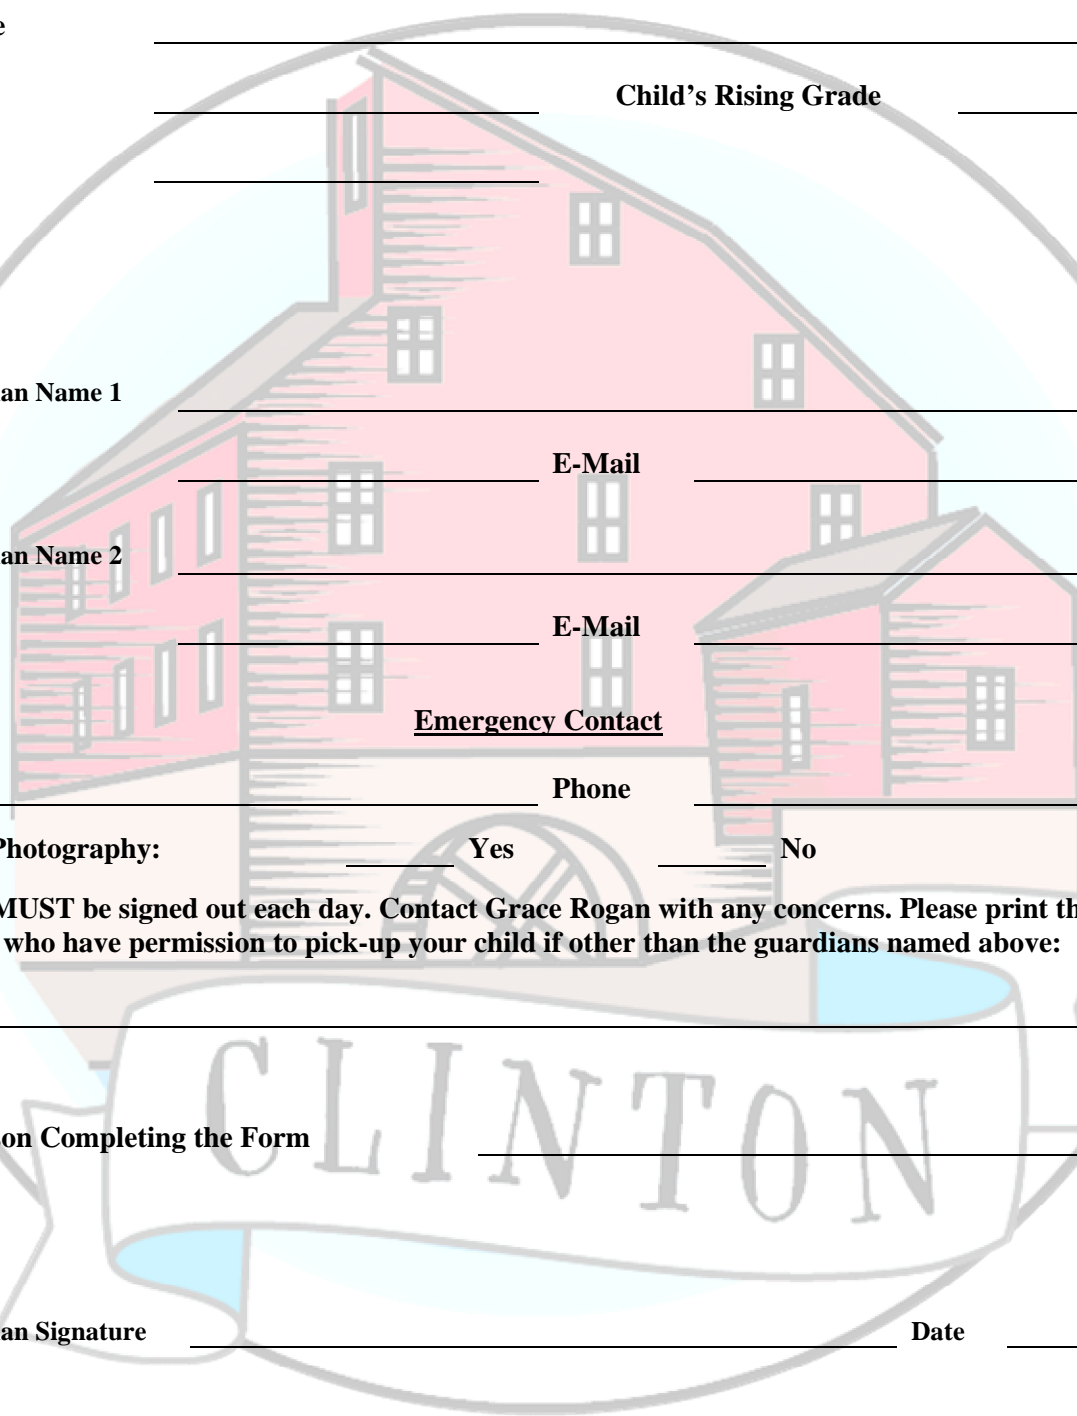 e
Child's Rising Grade
an Name 1
E-Mail
an Name 2
E-Mail
Emergency Contact
Phone
Photography: Yes No
MUST be signed out each day. Contact Grace Rogan with any concerns. Please print th
who have permission to pick-up your child if other than the guardians named above:
CLINTON
on Completing the Form
an Signature Date